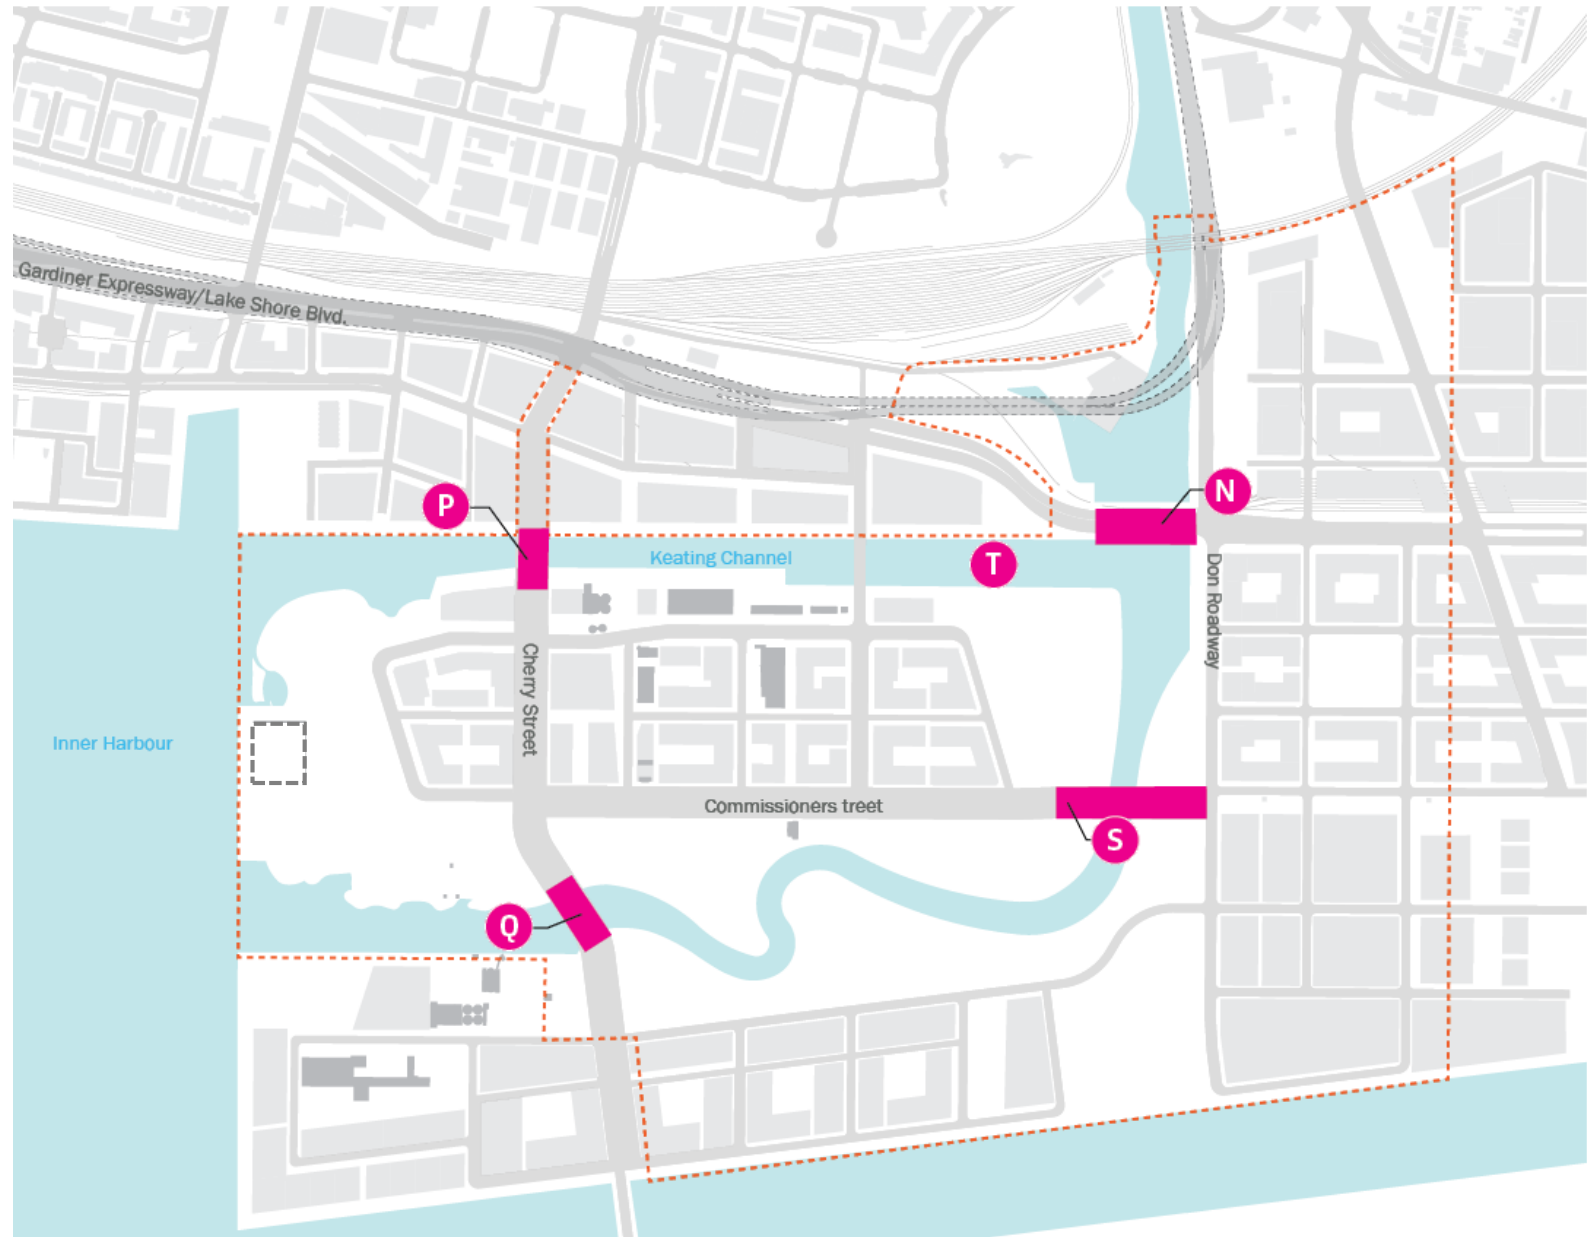 Gardiner Expressway/Lake Shore Blvd.
P
N
Keating Channel
T
Don Roadway
Cherry Street
Inner Harbour
Commissioners treet
S
Q